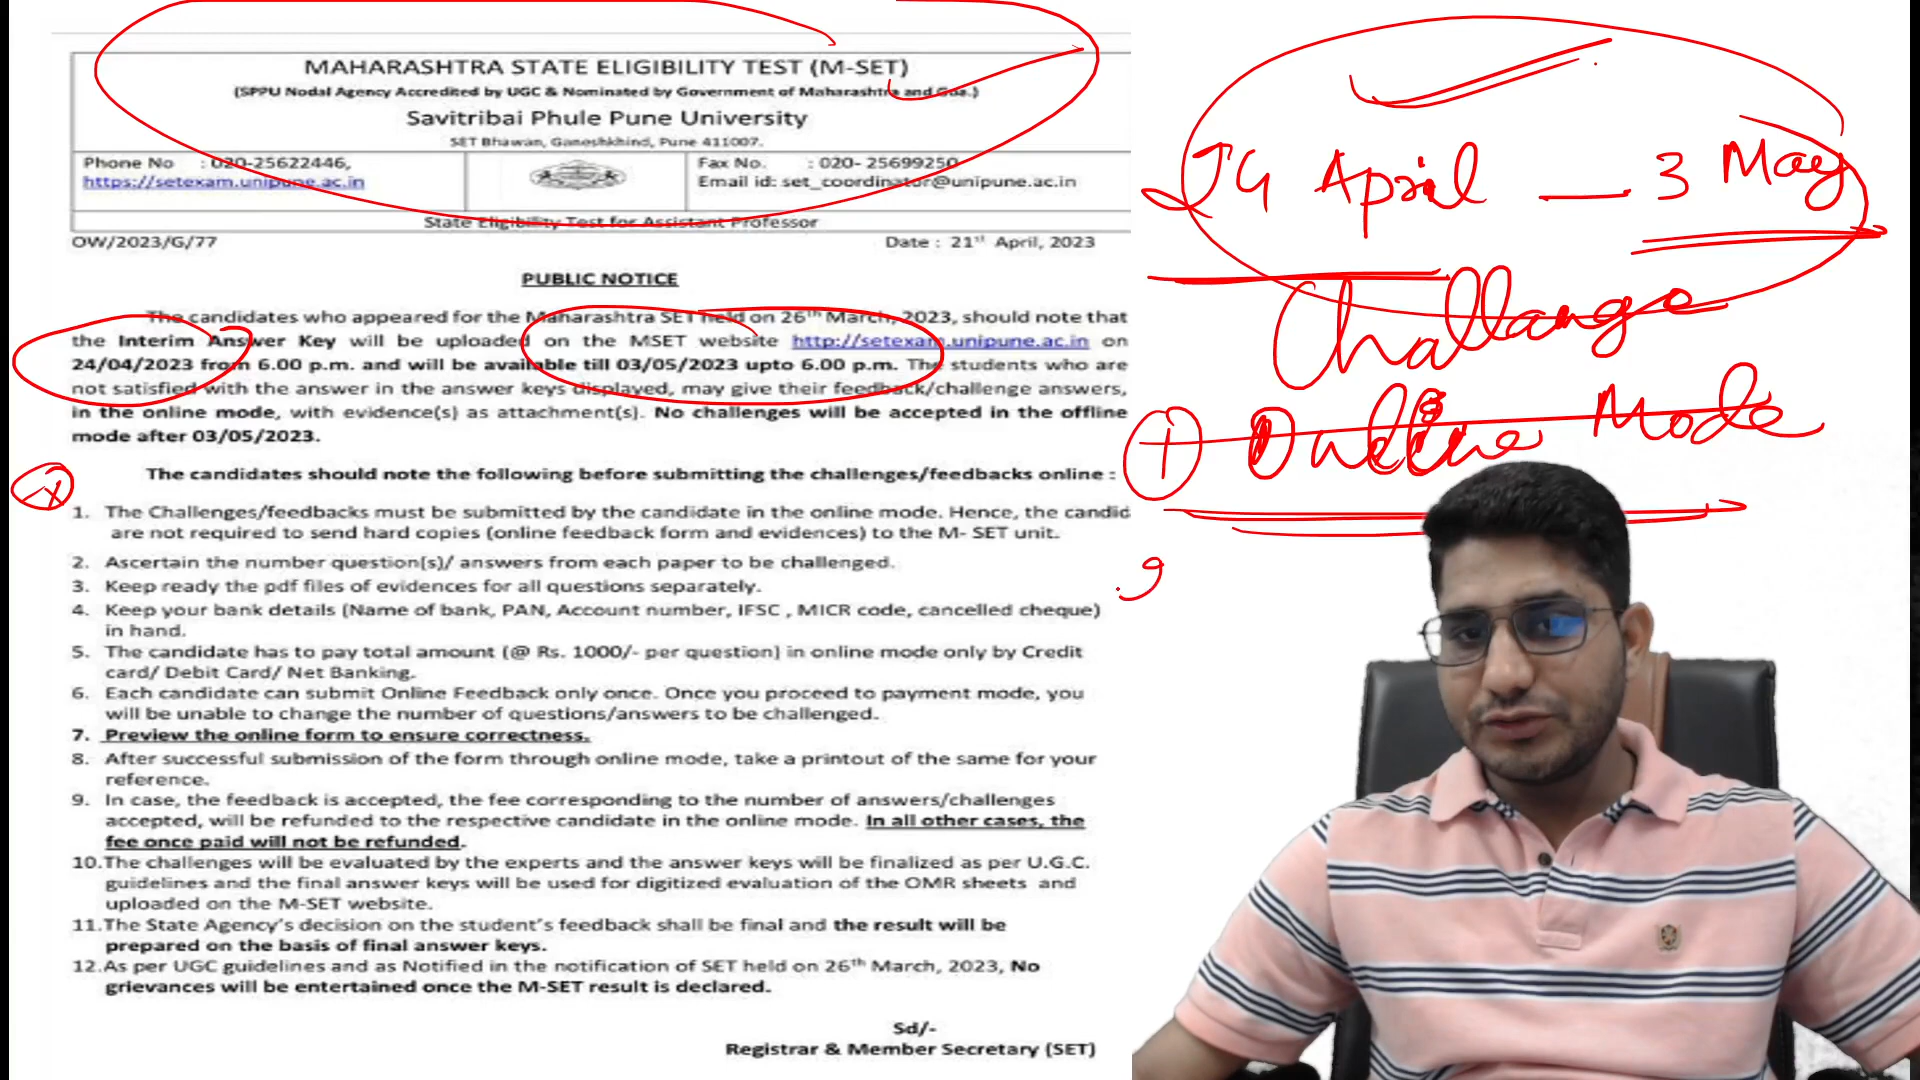 MAHARASHTRA STATE ELIGIBILITY TEST (M-SET)
(SPPU Nodal Agency Accredited by UGC & Nominated by Government of Maharashtra and Goa.)
Savitribai Phule Pune University
SET Bhawan, Ganeshkhind, Pune 411007.
Phone No : 020-25622446,
https://setexam.unipune.ac.in
Fax No. : 020- 25699250
Email id: set_coordinator@unipune.ac.in
State Eligibility Test for Assistant Professor
OW/2023/G/77 Date : 21st April, 2023
PUBLIC NOTICE
The candidates who appeared for the Maharashtra SET held on 26th March, 2023, should note that
the Interim Answer Key will be uploaded on the MSET website http://setexam.unipune.ac.in on
24/04/2023 from 6.00 p.m. and will be available till 03/05/2023 upto 6.00 p.m. The students who are
not satisfied with the answer in the answer keys displayed, may give their feedback/challenge answers,
in the online mode, with evidence(s) as attachment(s). No challenges will be accepted in the offline
mode after 03/05/2023.
The candidates should note the following before submitting the challenges/feedbacks online :
1. The Challenges/feedbacks must be submitted by the candidate in the online mode. Hence, the candid
are not required to send hard copies (online feedback form and evidences) to the M- SET unit.
2. Ascertain the number question(s)/ answers from each paper to be challenged.
3. Keep ready the pdf files of evidences for all questions separately.
4. Keep your bank details (Name of bank, PAN, Account number, IFSC , MICR code, cancelled cheque)
in hand.
5. The candidate has to pay total amount (@ Rs. 1000/- per question) in online mode only by Credit
card/ Debit Card/ Net Banking.
6. Each candidate can submit Online Feedback only once. Once you proceed to payment mode, you
will be unable to change the number of questions/answers to be challenged.
7. Preview the online form to ensure correctness.
8. After successful submission of the form through online mode, take a printout of the same for your
reference.
9. In case, the feedback is accepted, the fee corresponding to the number of answers/challenges
accepted, will be refunded to the respective candidate in the online mode. In all other cases, the
fee once paid will not be refunded.
10.The challenges will be evaluated by the experts and the answer keys will be finalized as per U.G.C.
guidelines and the final answer keys will be used for digitized evaluation of the OMR sheets and
uploaded on the M-SET website.
11.The State Agency's decision on the student's feedback shall be final and the result will be
prepared on the basis of final answer keys.
12.As per UGC guidelines and as Notified in the notification of SET held on 26th March, 2023, No
grievances will be entertained once the M-SET result is declared.
Sd/-
Registrar & Member Secretary (SET)
24 April — 3 May
Challange
1 Online Mode